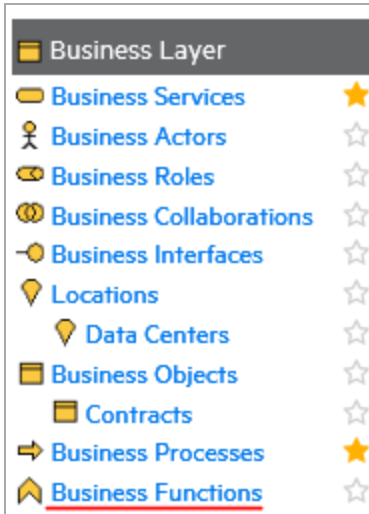 Business Layer
Business Services
Business Actors
Business Roles
Business Collaborations
Business Interfaces
Locations
Data Centers
Business Objects
Contracts
Business Processes
Business Functions